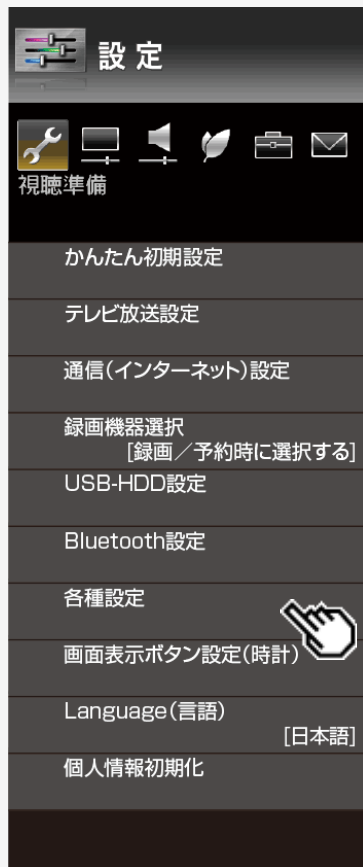 設定
視聴準備
かんたん初期設定
テレビ放送設定
通信(インターネット)設定
録画機器選択
[録画／予約時に選択する]
USB-HDD設定
Bluetooth設定
各種設定
画面表示ボタン設定(時計)
Language(言語)
[日本語]
個人情報初期化